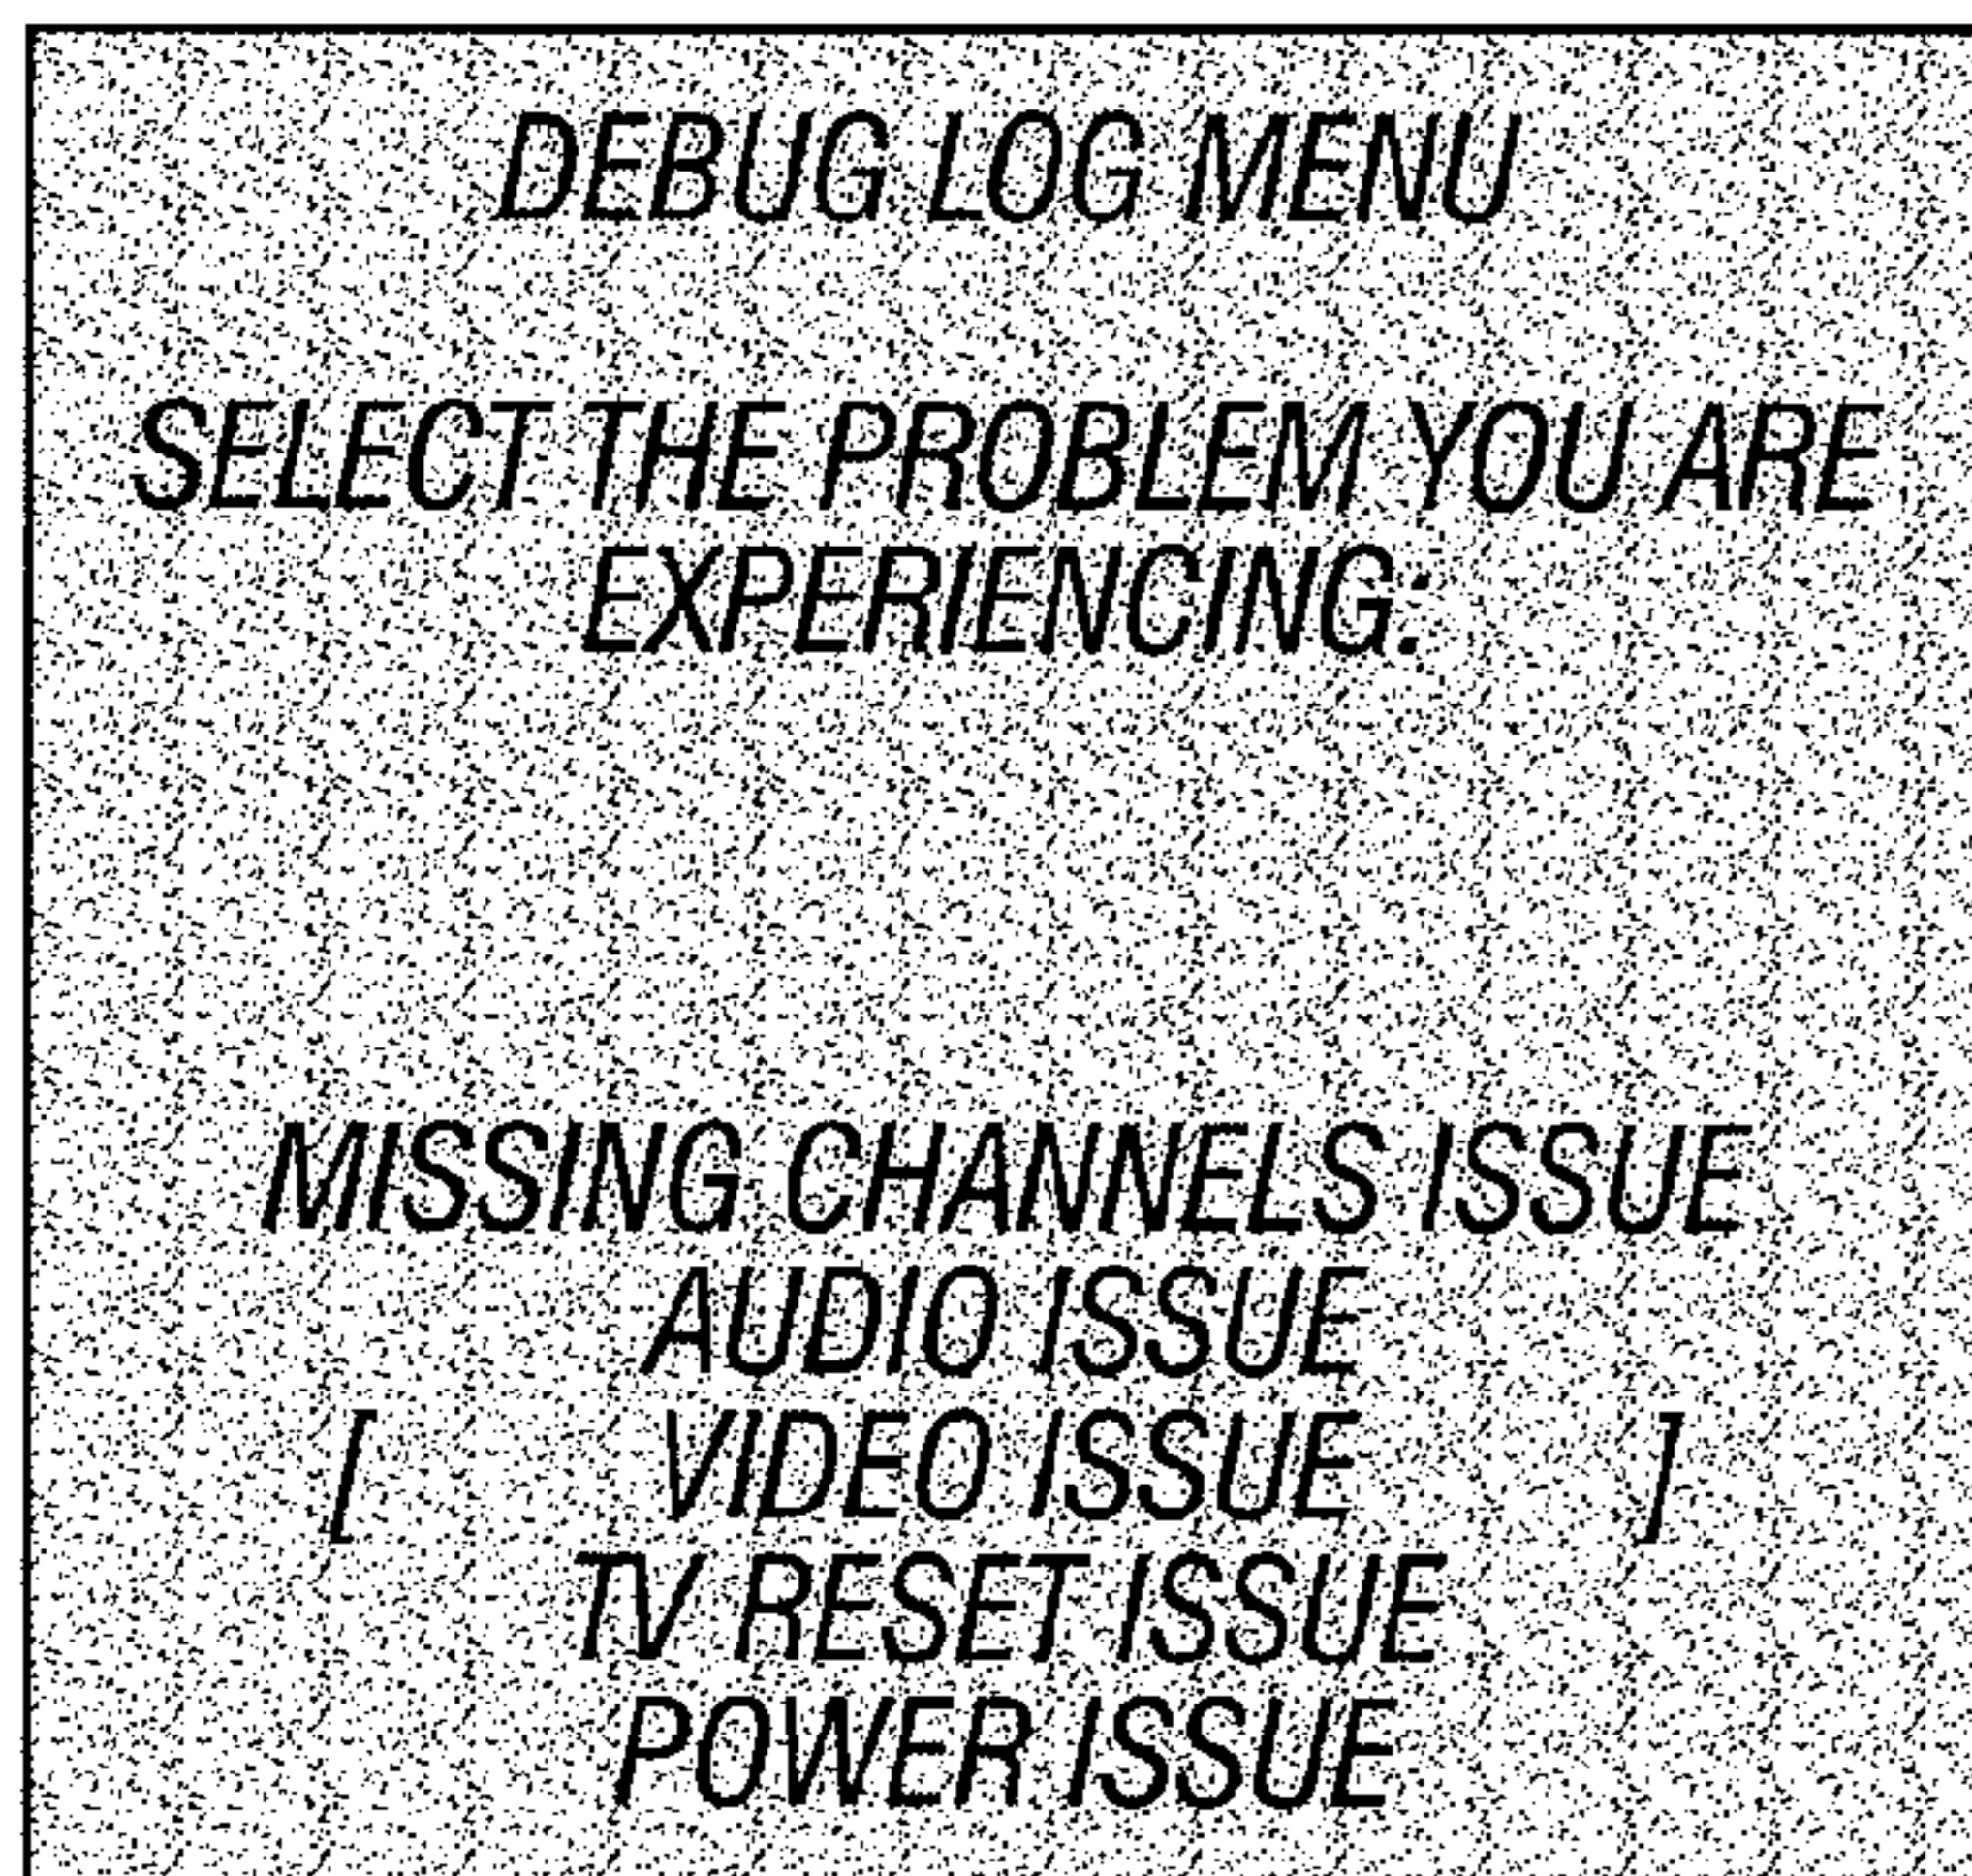 DEBUG LOG MENU
SELECT THE PROBLEM YOU ARE
EXPERIENCING:
MISSING CHANNELS ISSUE
AUDIO ISSUE
[ VIDEO ISSUE ]
TV RESET ISSUE
POWER ISSUE